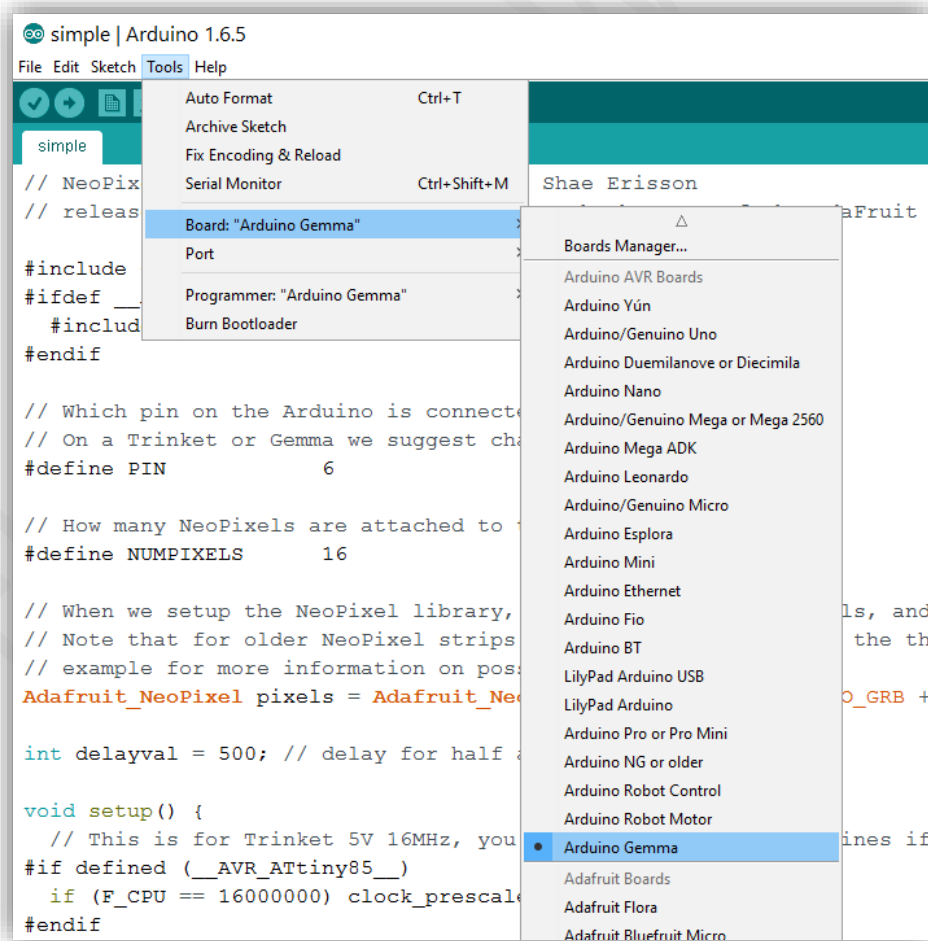 simple | Arduino 1.6.5
File Edit Sketch Tools Help
Auto Format Ctrl+T
Archive Sketch
Fix Encoding & Reload
Serial Monitor Ctrl+Shift+M
Board: "Arduino Gemma"
Port
Programmer: "Arduino Gemma"
Burn Bootloader
Boards Manager...
Arduino AVR Boards
Arduino Yún
Arduino/Genuino Uno
Arduino Duemilanove or Diecimila
Arduino Nano
Arduino/Genuino Mega or Mega 2560
Arduino Mega ADK
Arduino Leonardo
Arduino/Genuino Micro
Arduino Esplora
Arduino Mini
Arduino Ethernet
Arduino Fio
Arduino BT
LilyPad Arduino USB
LilyPad Arduino
Arduino Pro or Pro Mini
Arduino NG or older
Arduino Robot Control
Arduino Robot Motor
Arduino Gemma
Adafruit Boards
Adafruit Flora
Adafruit Bluefruit Micro
simple
// NeoPix Shae Erisson
// releas aFruit
#include
#ifdef __
#includ
#endif
// Which pin on the Arduino is connecte
// On a Trinket or Gemma we suggest cha
#define PIN 6
// How many NeoPixels are attached to
#define NUMPIXELS 16
// When we setup the NeoPixel library, ls, and
// Note that for older NeoPixel strips the th
// example for more information on pos
Adafruit_NeoPixel pixels = Adafruit_Neo O_GRB +
int delayval = 500; // delay for half
void setup() {
// This is for Trinket 5V 16MHz, you ines if
#if defined (__AVR_ATtiny85__)
if (F_CPU == 16000000) clock_prescale
#endif